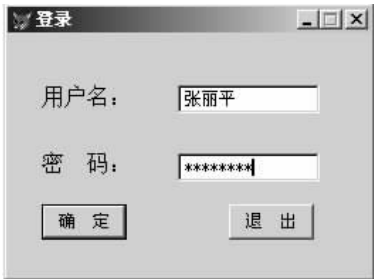 登录
用户名： 张丽平
密 码： ********
确 定 退 出